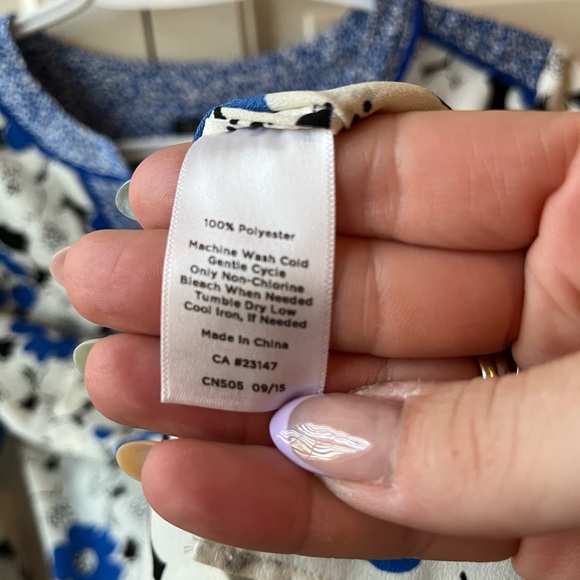 100% Polyester
Machine Wash Cold
Gentle Cycle
Only Non-Chlorine
Bleach When Needed
Tumble Dry Low
Cool Iron, If Needed
Made In China
CA #23147
CNS05 09/15